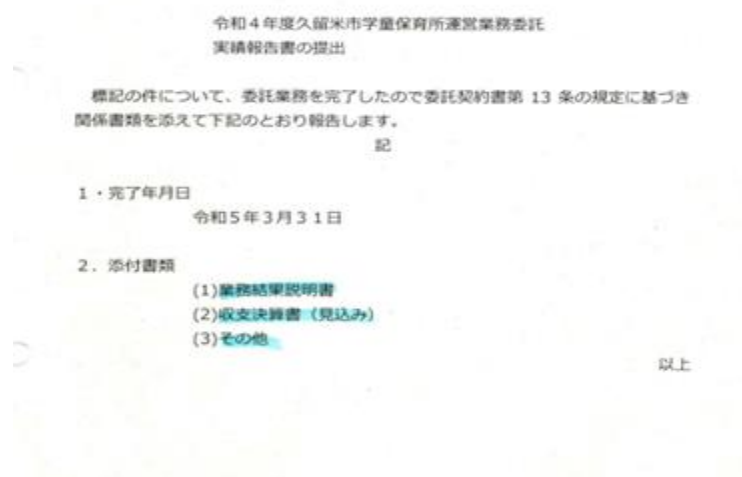 令和４年度久留米市学童保育所運営業務委託
実績報告書の提出
標記の件について、委託業務を完了したので委託契約書第 13 条の規定に基づき
関係書類を添えて下記のとおり報告します。
記
１・完了年月日
令和５年３月３１日
２．添付書類
(1)業務結果説明書
(2)収支決算書（見込み）
(3)その他
以上